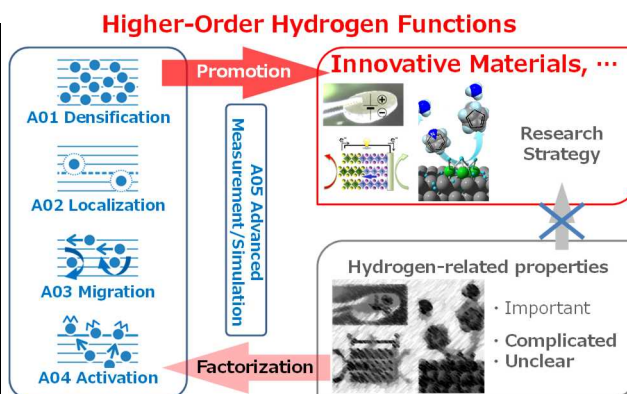 Higher-Order Hydrogen Functions
A01 Densification
A02 Localization
A03 Migration
A04 Activation
Promotion
A05 Advanced
Measurement/Simulation
Factorization
Innovative Materials, ⋯
+
−
e⁻
e⁻
Research
Strategy
Hydrogen-related properties
・Important
・Complicated
・Unclear